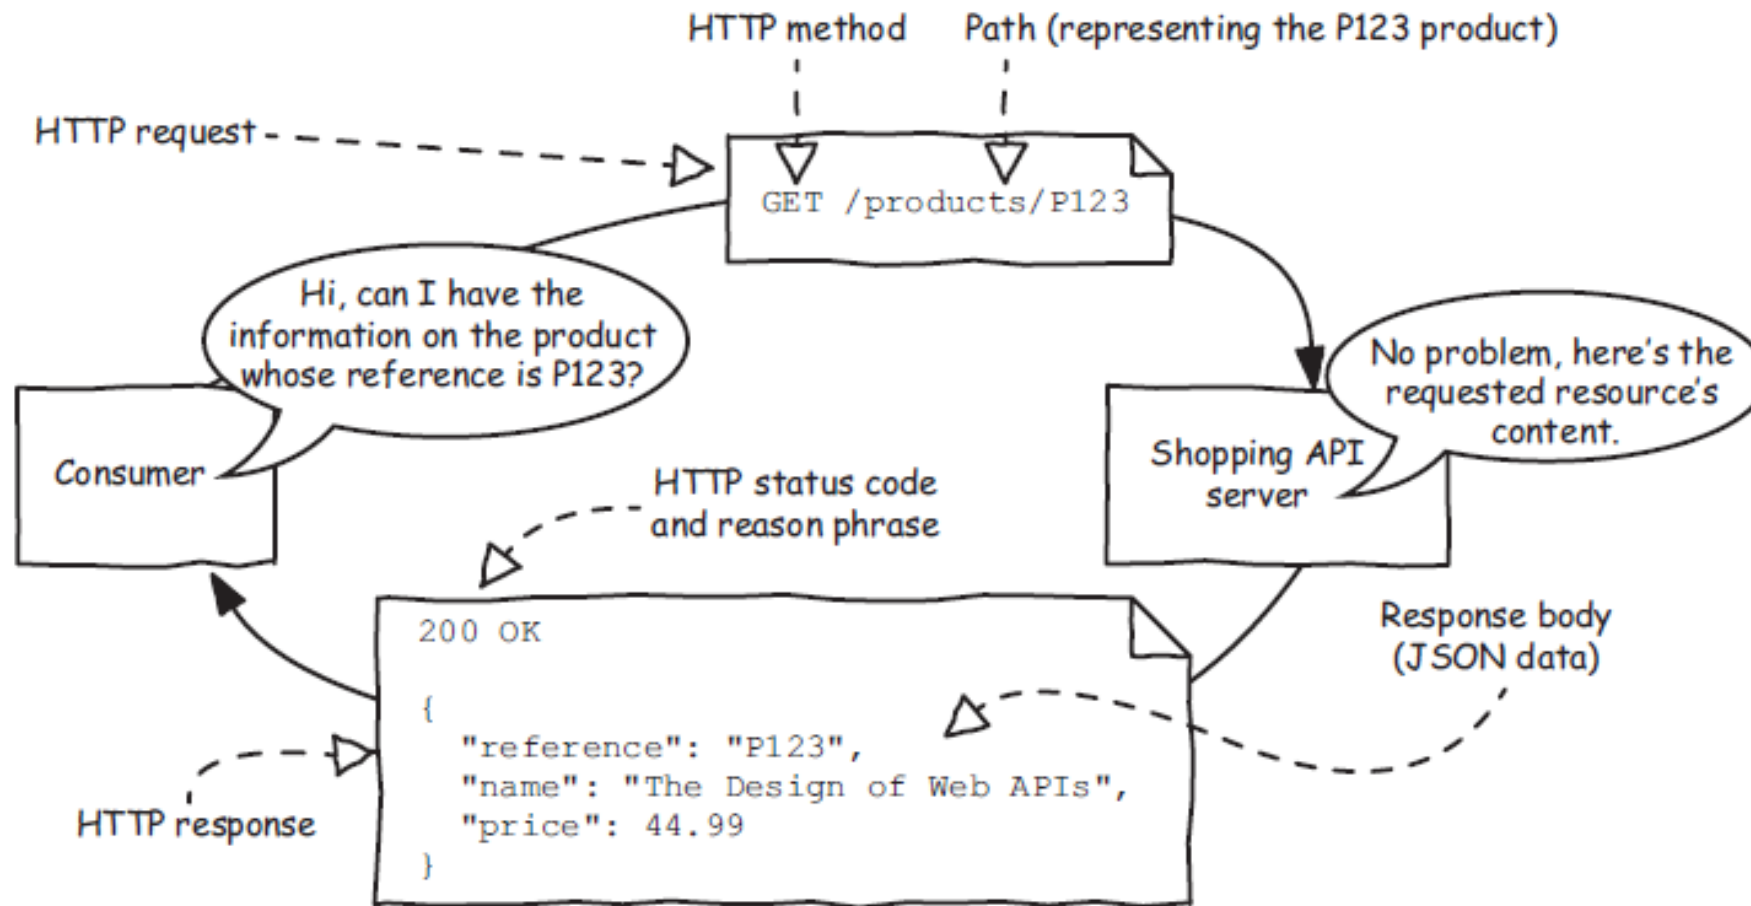 HTTP method
Path (representing the P123 product)
HTTP request
GET /products/P123
Hi, can I have the
information on the product
whose reference is P123?
No problem, here's the
requested resource's
content.
Consumer
Shopping API
server
HTTP status code
and reason phrase
Response body
(JSON data)
200 OK
{
"reference": "P123",
"name": "The Design of Web APIs",
"price": 44.99
}
HTTP response